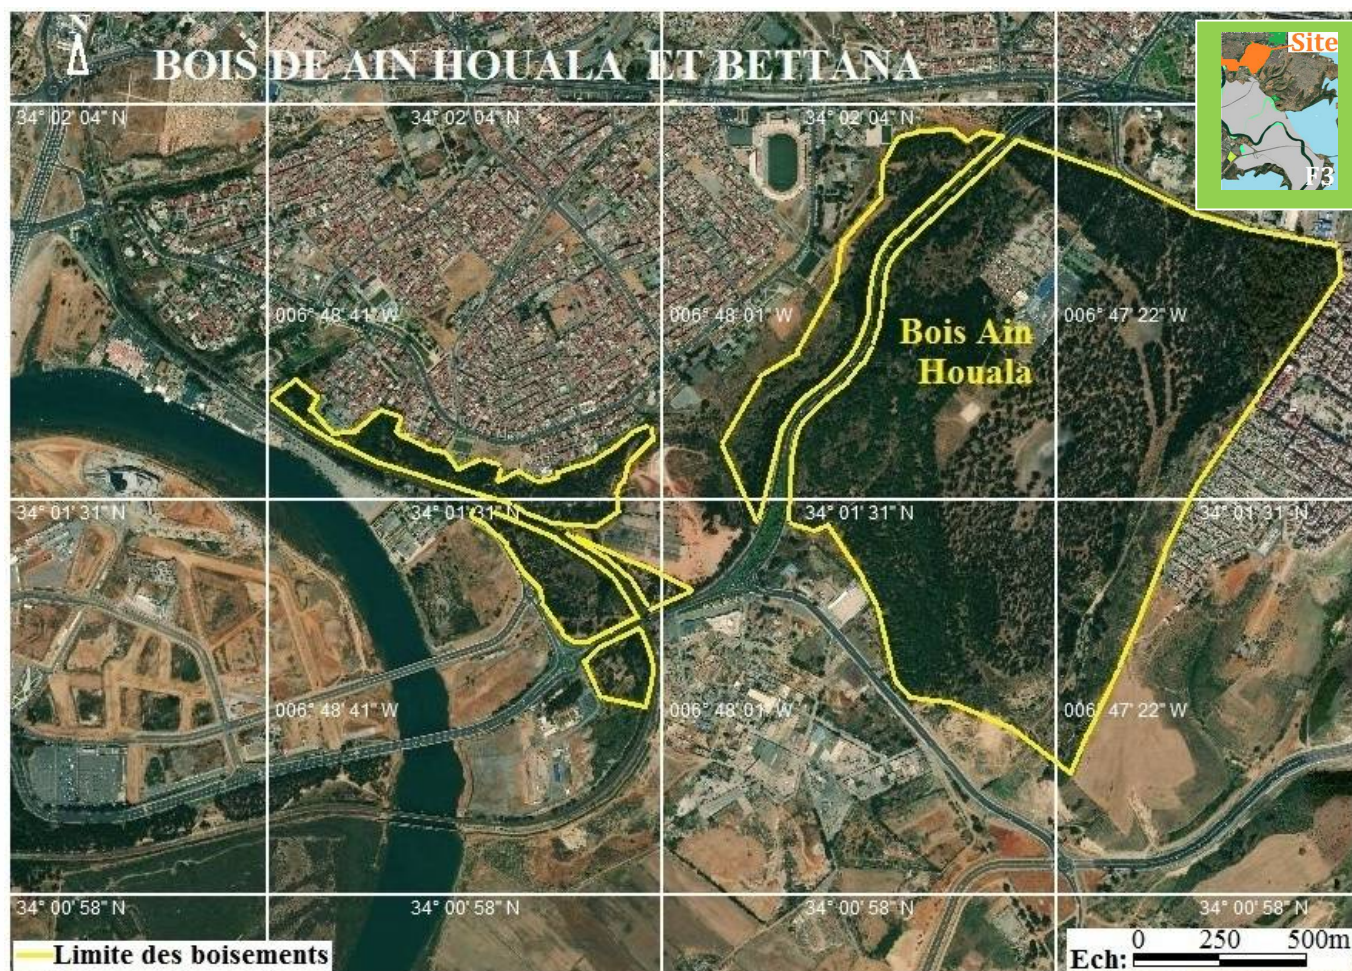 N
BOIS DE AIN HOUALA ET BETTANA
Site
F3
34° 02' 04" N
34° 02' 04" N
34° 02' 04" N
006° 48' 41" W
006° 48' 01" W
006° 47' 22" W
Bois Ain
Houala
34° 01' 31" N
34° 01' 31" N
34° 01' 31" N
34° 01' 31" N
006° 48' 41" W
006° 48' 01" W
006° 47' 22" W
34° 00' 58" N
34° 00' 58" N
34° 00' 58" N
34° 00' 58" N
Limite des boisements
Ech: 0 250 500m